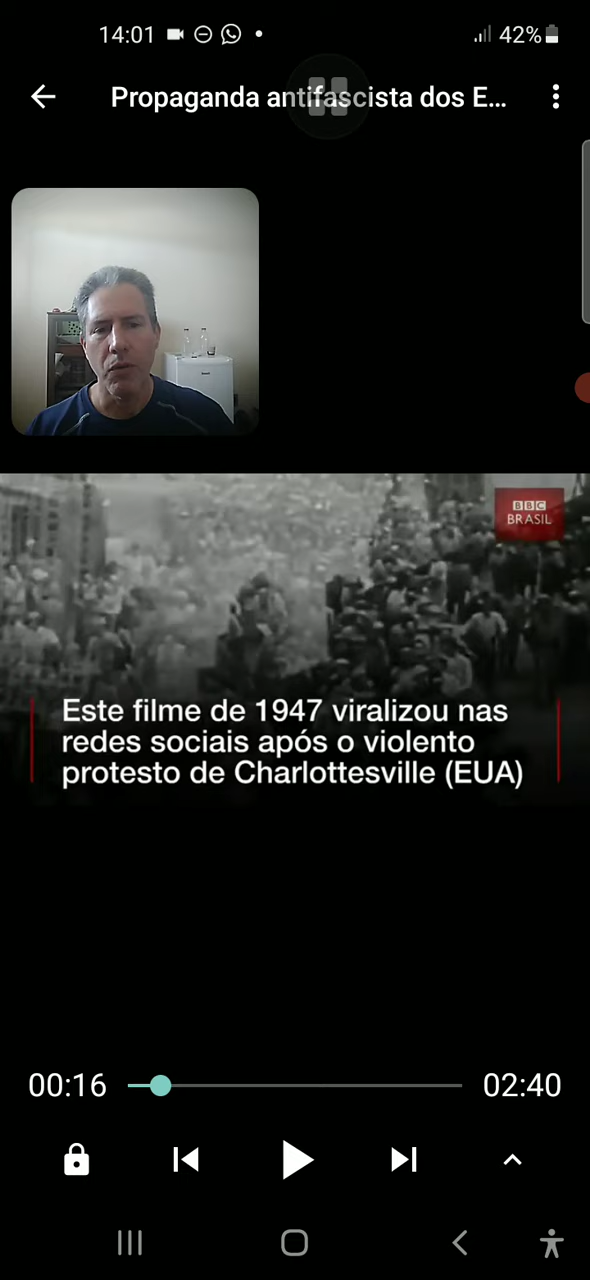 14:01
42%
Propaganda antifascista dos E...
BBC
BRASIL
Este filme de 1947 viralizou nas
redes sociais após o violento
protesto de Charlottesville (EUA)
00:16
02:40